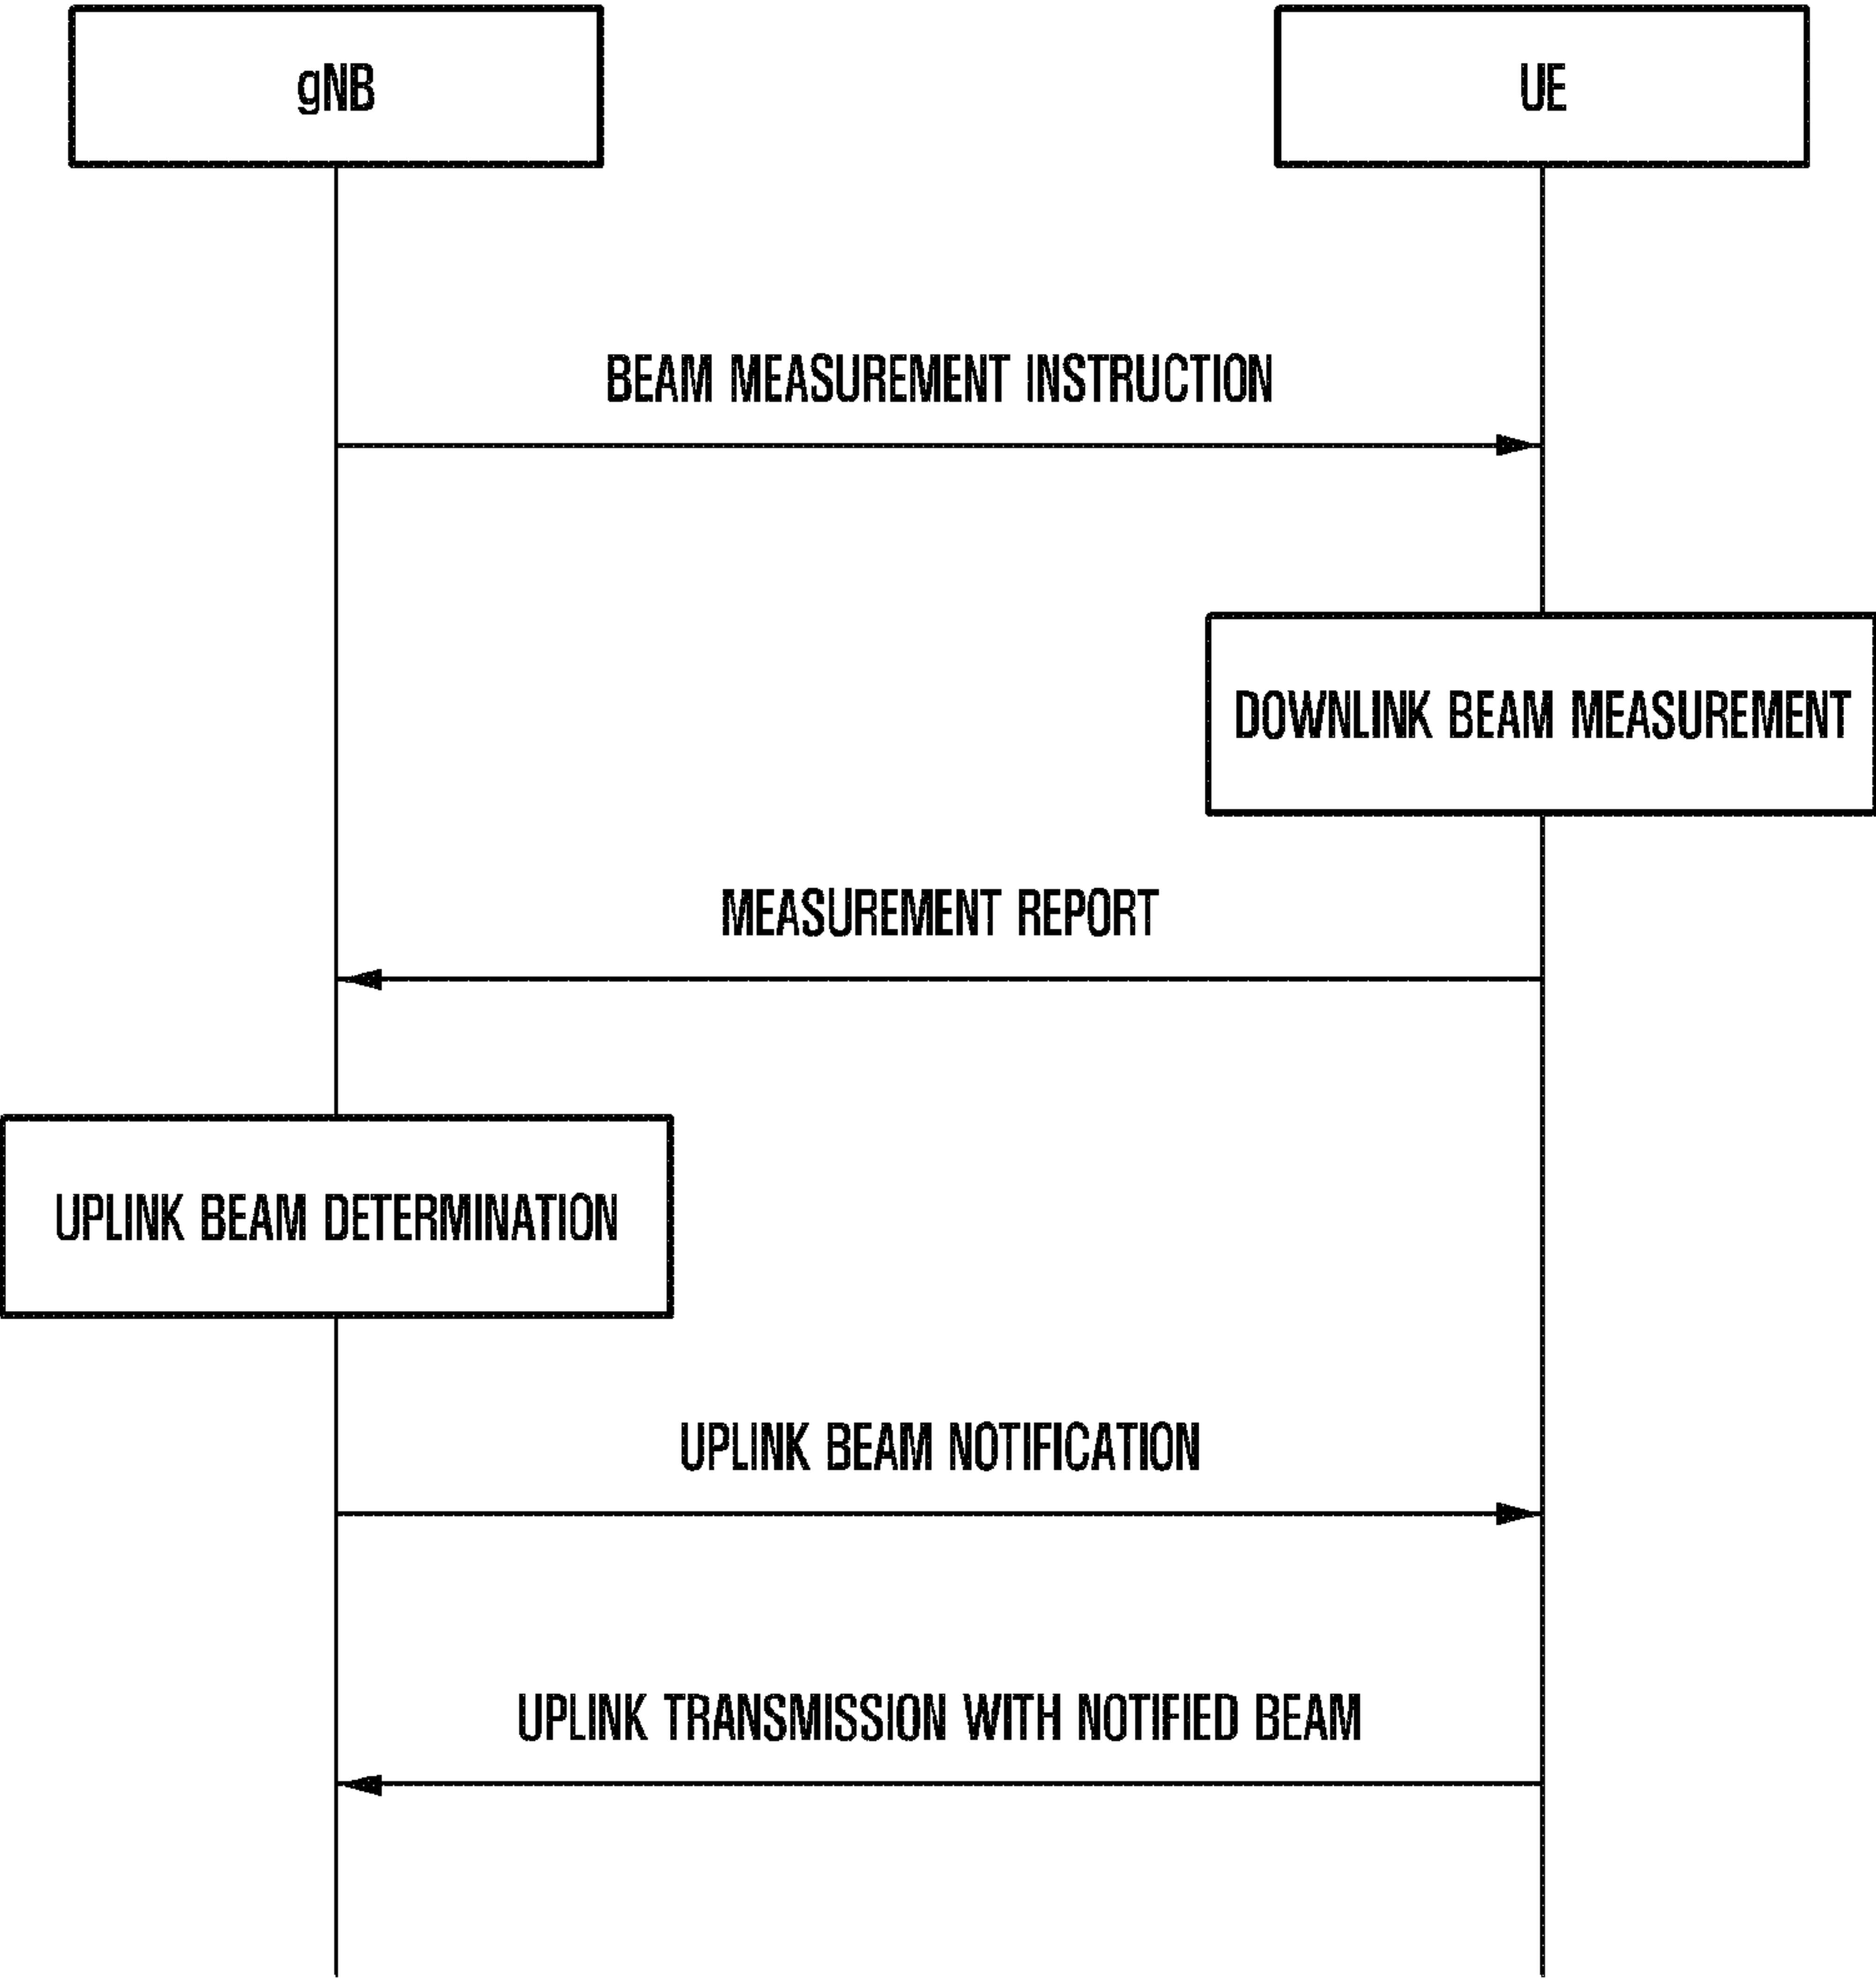 gNB
UE
BEAM MEASUREMENT INSTRUCTION
DOWNLINK BEAM MEASUREMENT
MEASUREMENT REPORT
UPLINK BEAM DETERMINATION
UPLINK BEAM NOTIFICATION
UPLINK TRANSMISSION WITH NOTIFIED BEAM